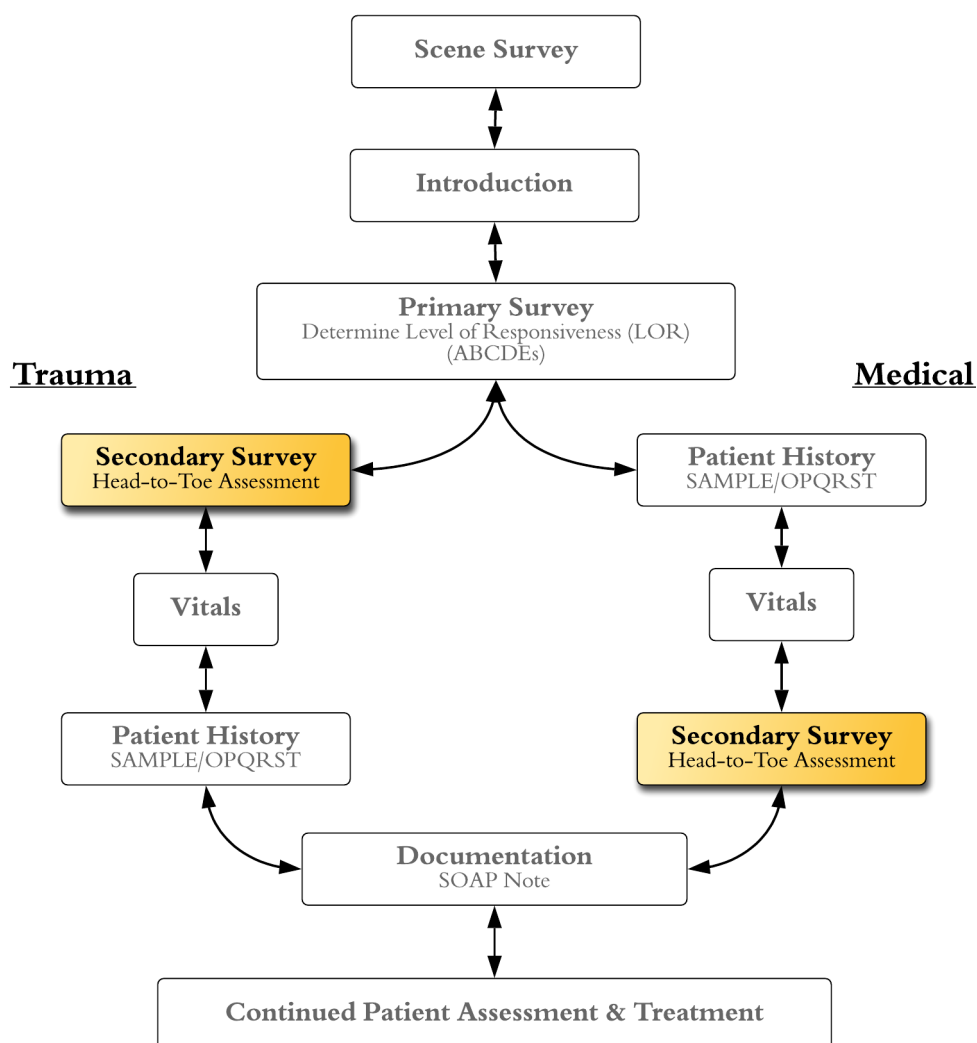 Scene Survey
Introduction
Primary Survey
Determine Level of Responsiveness (LOR)
(ABCDEs)
Trauma
Medical
Secondary Survey
Head-to-Toe Assessment
Patient History
SAMPLE/OPQRST
Vitals
Vitals
Patient History
SAMPLE/OPQRST
Secondary Survey
Head-to-Toe Assessment
Documentation
SOAP Note
Continued Patient Assessment & Treatment